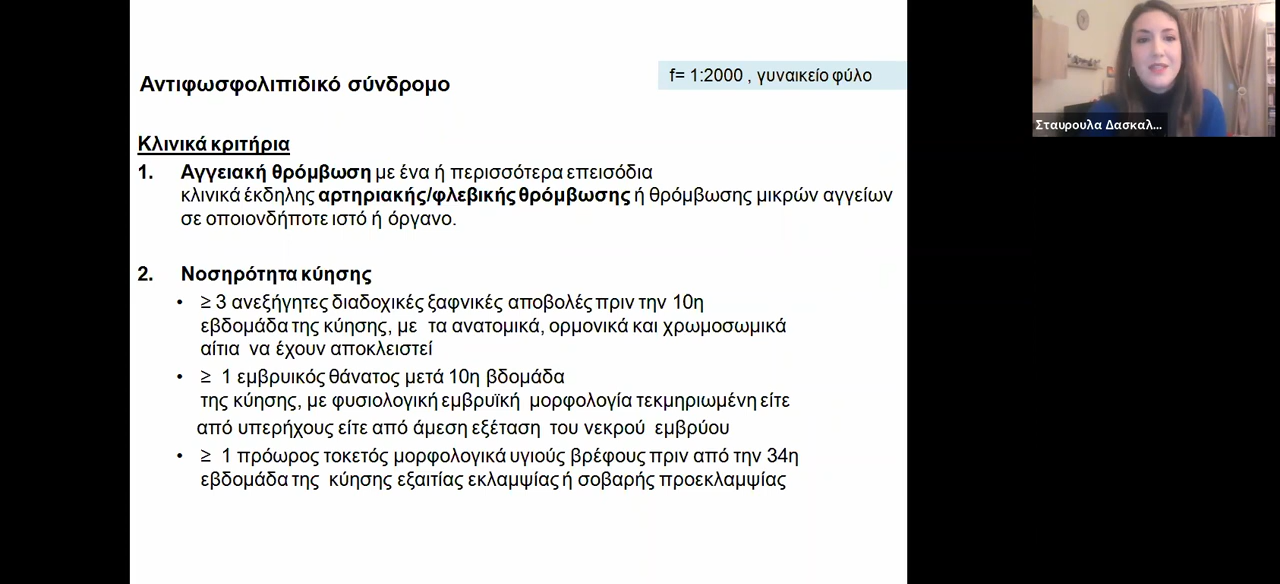 Αντιφωσφολιπιδικό σύνδρομο
f= 1:2000 , γυναικείο φύλο
Κλινικά κριτήρια
1. Αγγειακή θρόμβωση με ένα ή περισσότερα επεισόδια
κλινικά έκδηλης αρτηριακής/φλεβικής θρόμβωσης ή θρόμβωσης μικρών αγγείων
σε οποιονδήποτε ιστό ή όργανο.
2. Νοσηρότητα κύησης
• ≥ 3 ανεξήγητες διαδοχικές ξαφνικές αποβολές πριν την 10η
εβδομάδα της κύησης, με τα ανατομικά, ορμονικά και χρωμοσωμικά
αίτια να έχουν αποκλειστεί
• ≥ 1 εμβρυικός θάνατος μετά 10η βδομάδα
της κύησης, με φυσιολογική εμβρυϊκή μορφολογία τεκμηριωμένη είτε
από υπερήχους είτε από άμεση εξέταση του νεκρού εμβρύου
• ≥ 1 πρόωρος τοκετός μορφολογικά υγιούς βρέφους πριν από την 34η
εβδομάδα της κύησης εξαιτίας εκλαμψίας ή σοβαρής προεκλαμψίας
Σταυρουλα Δασκαλ...